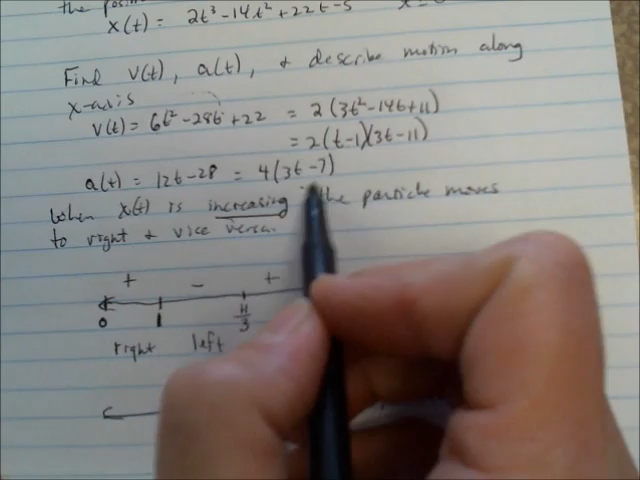 the posi
x(t) = 2t³-14t²+22t-5
Find v(t), a(t), & describe motion along
x-axis
v(t) = 6t²-28t+22 = 2(3t²-14t+11)
= 2(t-1)(3t-11)
a(t) = 12t-28 = 4(3t-7)
When x(t) is increasing the particle moves
to right & vice versa.
+ - +
0 1 11/3
right left